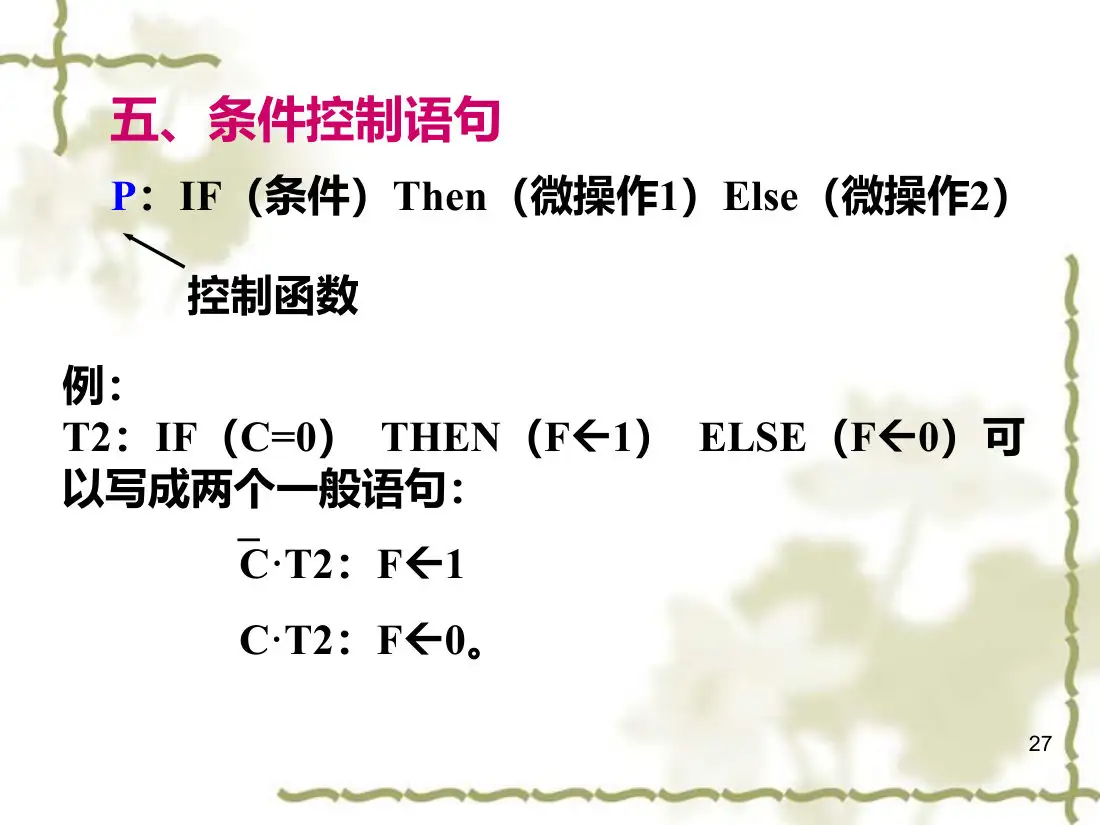 五、条件控制语句
P：IF（条件）Then（微操作1）Else（微操作2）
控制函数
例：
T2：IF（C=0） THEN（F←1） ELSE（F←0）可
以写成两个一般语句：
C̅·T2：F←1
C·T2：F←0。
27